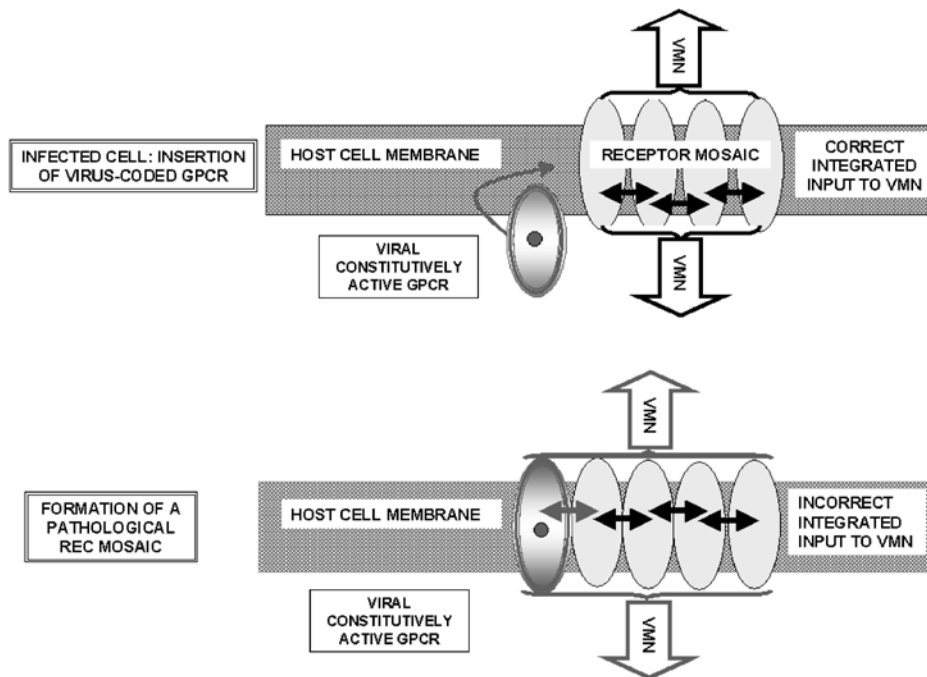 VMN
INFECTED CELL: INSERTION
OF VIRUS-CODED GPCR
HOST CELL MEMBRANE
RECEPTOR MOSAIC
CORRECT
INTEGRATED
INPUT TO VMN
VIRAL
CONSTITUTIVELY
ACTIVE GPCR
VMN
VMN
FORMATION OF A
PATHOLOGICAL
REC MOSAIC
HOST CELL MEMBRANE
INCORRECT
INTEGRATED
INPUT TO VMN
VIRAL
CONSTITUTIVELY
ACTIVE GPCR
VMN